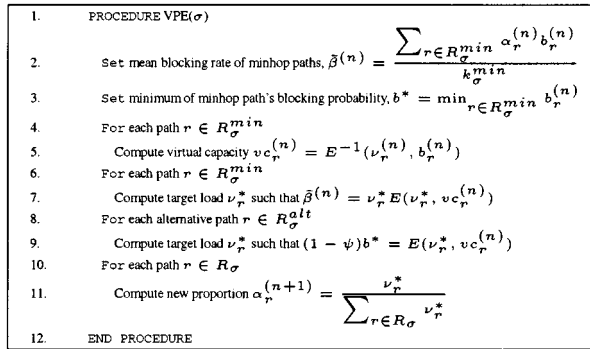 1. PROCEDURE VPE(σ)
2. Set mean blocking rate of minhop paths, β̃^{(n)} = \frac{\sum_{r∈R_σ^{min}} α_r^{(n)} b_r^{(n)}}{k_σ^{min}}
3. Set minimum of minhop path's blocking probability, b* = min_{r∈R_σ^{min}} b_r^{(n)}
4. For each path r ∈ R_σ^{min}
5. Compute virtual capacity vc_r^{(n)} = E^{-1}(ν_r^{(n)}, b_r^{(n)})
6. For each path r ∈ R_σ^{min}
7. Compute target load ν_r^* such that β̃^{(n)} = ν_r^* E(ν_r^*, vc_r^{(n)})
8. For each alternative path r ∈ R_σ^{alt}
9. Compute target load ν_r^* such that (1 − ψ)b* = E(ν_r^*, vc_r^{(n)})
10. For each path r ∈ R_σ
11. Compute new proportion α_r^{(n+1)} = \frac{ν_r^*}{\sum_{r∈R_σ} ν_r^*}
12. END PROCEDURE